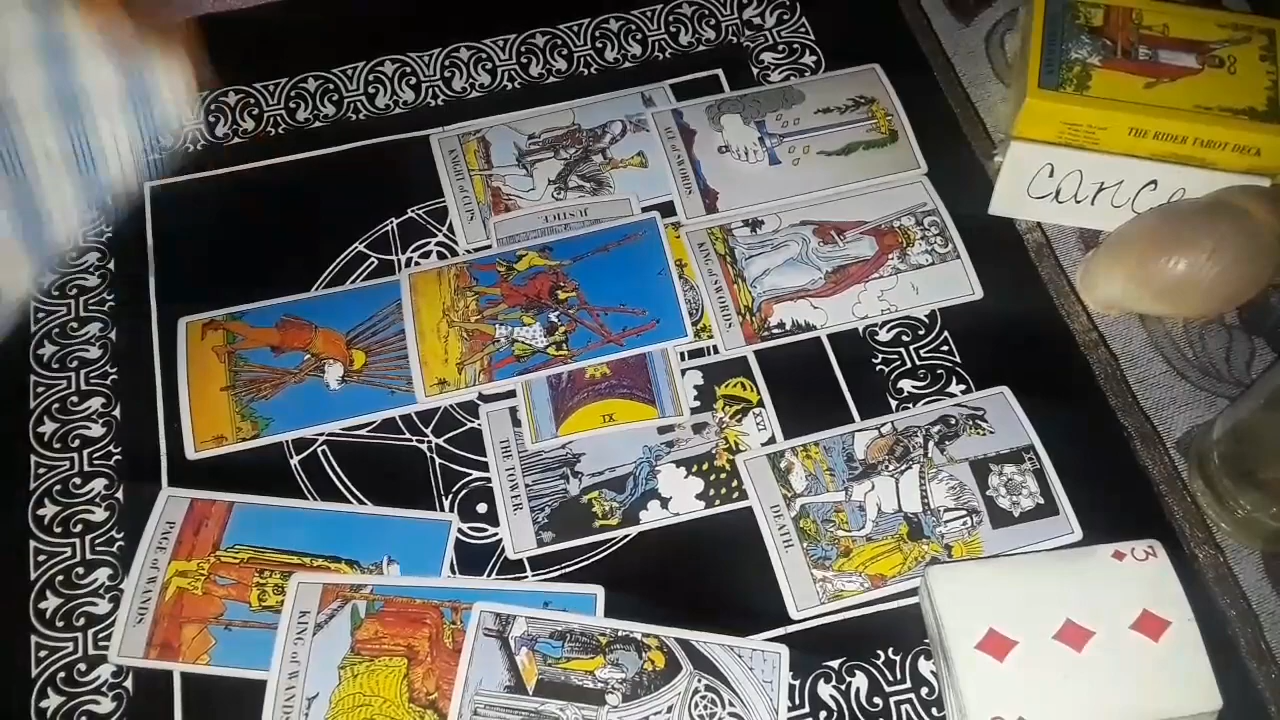 THE RIDER TAROT DECK
KNIGHT of CUPS.
ACE of SWORDS.
JUSTICE.
KING of SWORDS.
V
XI
XVI
THE TOWER.
XIII
DEATH.
PAGE of WANDS.
KING of WANDS
3